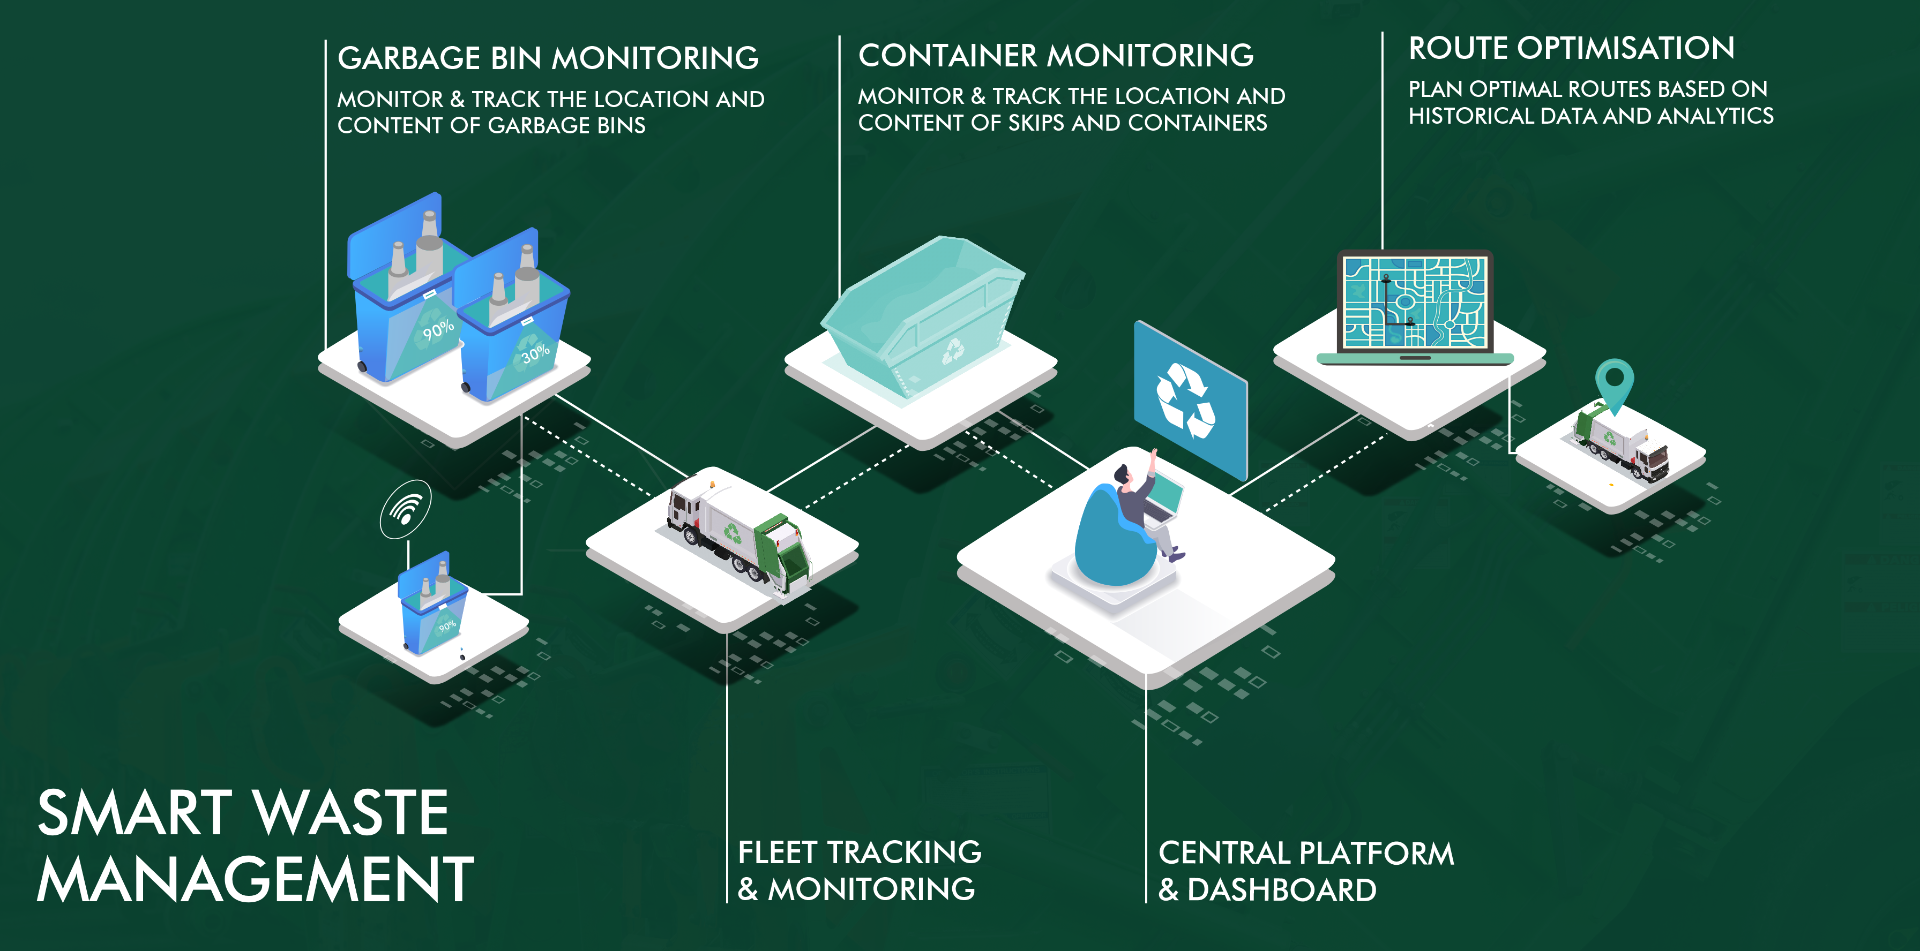 GARBAGE BIN MONITORING
MONITOR & TRACK THE LOCATION AND
CONTENT OF GARBAGE BINS
CONTAINER MONITORING
MONITOR & TRACK THE LOCATION AND
CONTENT OF SKIPS AND CONTAINERS
ROUTE OPTIMISATION
PLAN OPTIMAL ROUTES BASED ON
HISTORICAL DATA AND ANALYTICS
90%
30%
90%
SMART WASTE
MANAGEMENT
FLEET TRACKING
& MONITORING
CENTRAL PLATFORM
& DASHBOARD